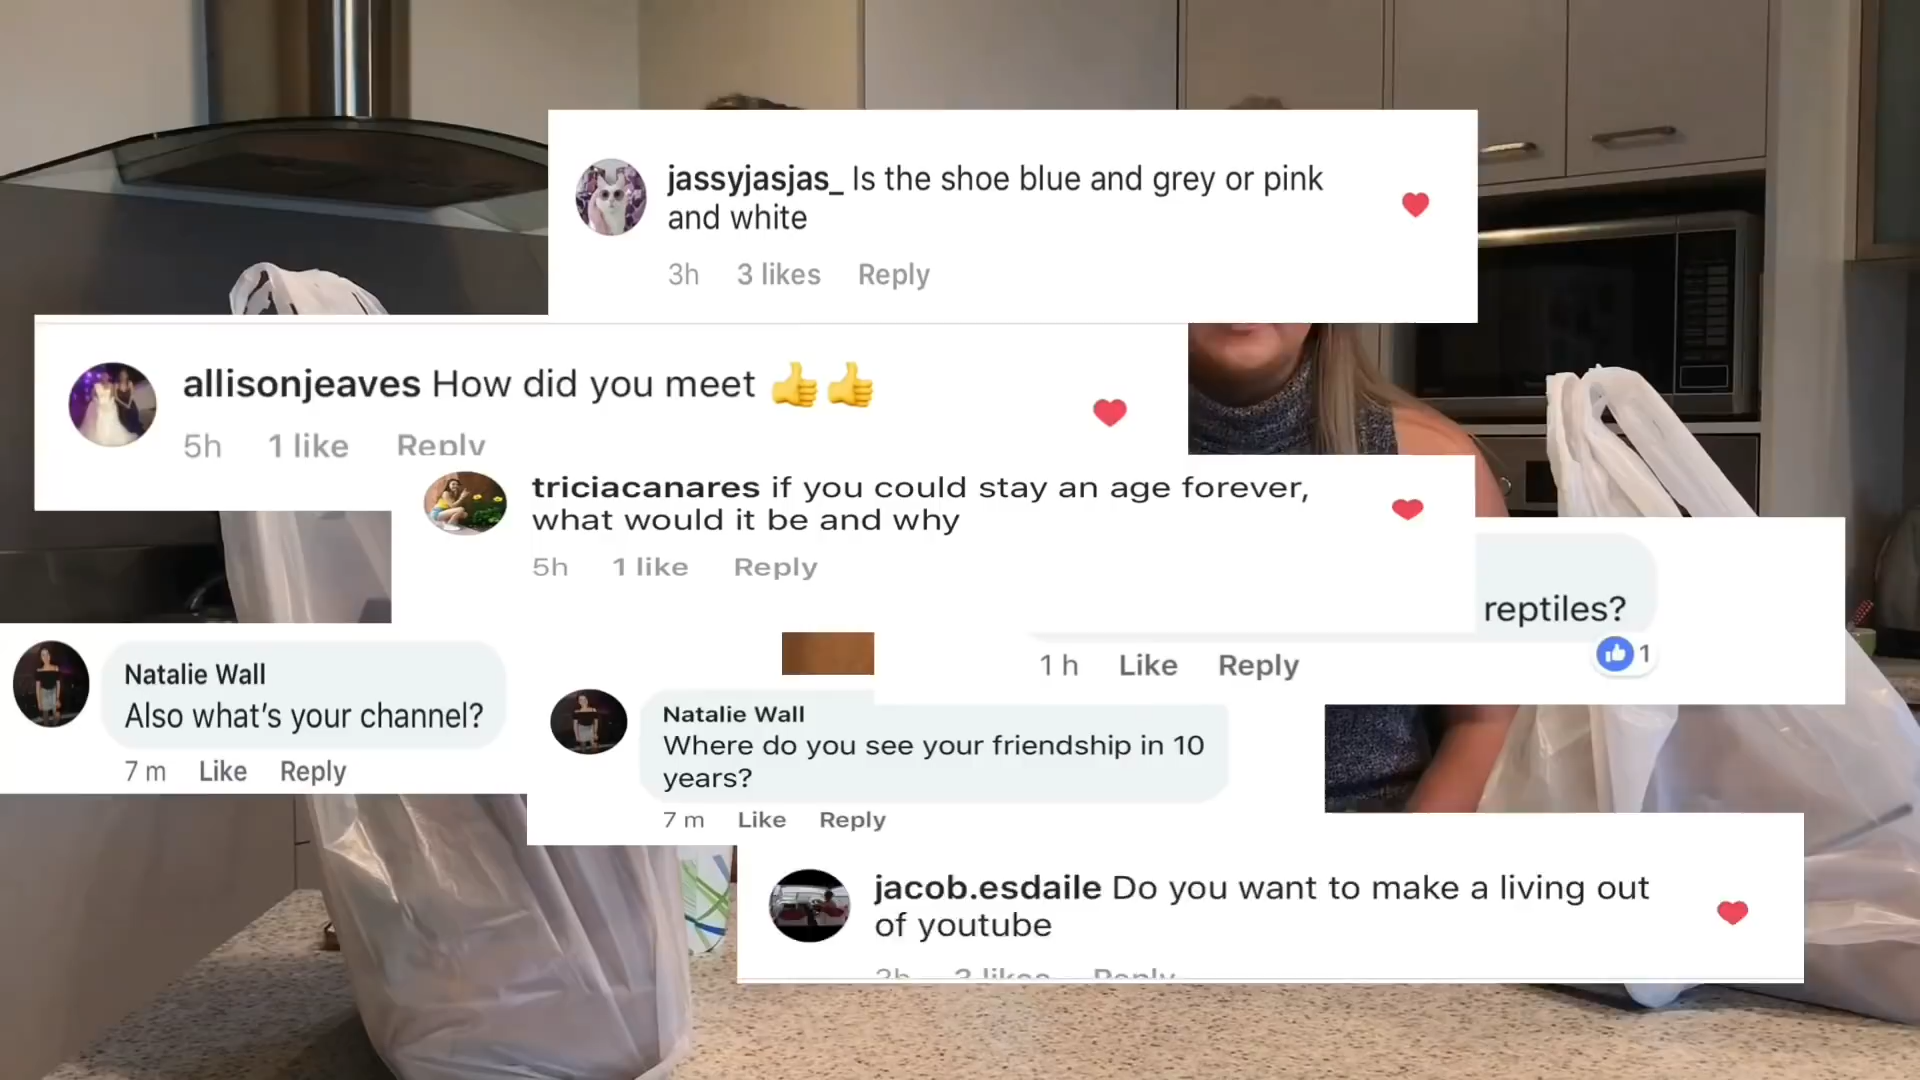 jassyjasjas_ Is the shoe blue and grey or pink
and white
3h 3 likes Reply
allisonjeaves How did you meet 👍👍
5h 1 like Reply
triciacanares if you could stay an age forever,
what would it be and why
5h 1 like Reply
reptiles?
1
1 h Like Reply
Natalie Wall
Also what's your channel?
7 m Like Reply
Natalie Wall
Where do you see your friendship in 10
years?
7 m Like Reply
jacob.esdaile Do you want to make a living out
of youtube
likes Reply